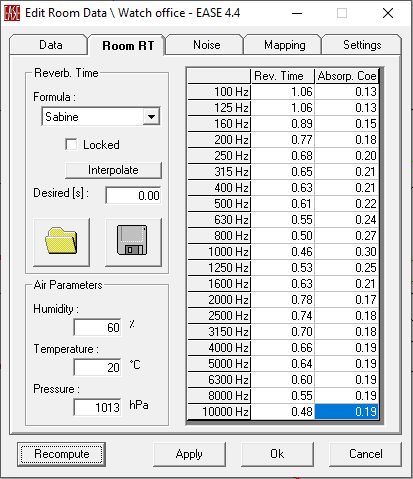 EASE Edit Room Data \ Watch office - EASE 4.4
Data Room RT Noise Mapping Settings
Reverb. Time
Formula :
Sabine
Locked
Interpolate
Desired [s] : 0.00
Air Parameters
Humidity :
60 %
Temperature :
20 °C
Pressure :
1013 hPa
Rev. Time Absorp. Coe
100 Hz 1.06 0.13
125 Hz 1.06 0.13
160 Hz 0.89 0.15
200 Hz 0.77 0.18
250 Hz 0.68 0.20
315 Hz 0.65 0.21
400 Hz 0.63 0.21
500 Hz 0.61 0.22
630 Hz 0.55 0.24
800 Hz 0.50 0.27
1000 Hz 0.46 0.30
1250 Hz 0.53 0.25
1600 Hz 0.63 0.21
2000 Hz 0.78 0.17
2500 Hz 0.74 0.18
3150 Hz 0.70 0.18
4000 Hz 0.66 0.19
5000 Hz 0.64 0.19
6300 Hz 0.60 0.19
8000 Hz 0.55 0.19
10000 Hz 0.48 0.19
Recompute Apply Ok Cancel